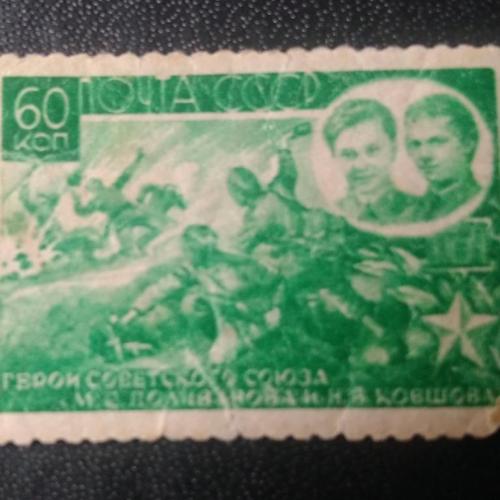 60
КОП
ПОЧТА СССР
ГЕРОИ СОВЕТСКОГО СОЮЗА
М.С. ПОЛИВАНОВА И Н.В. КОВШОВА